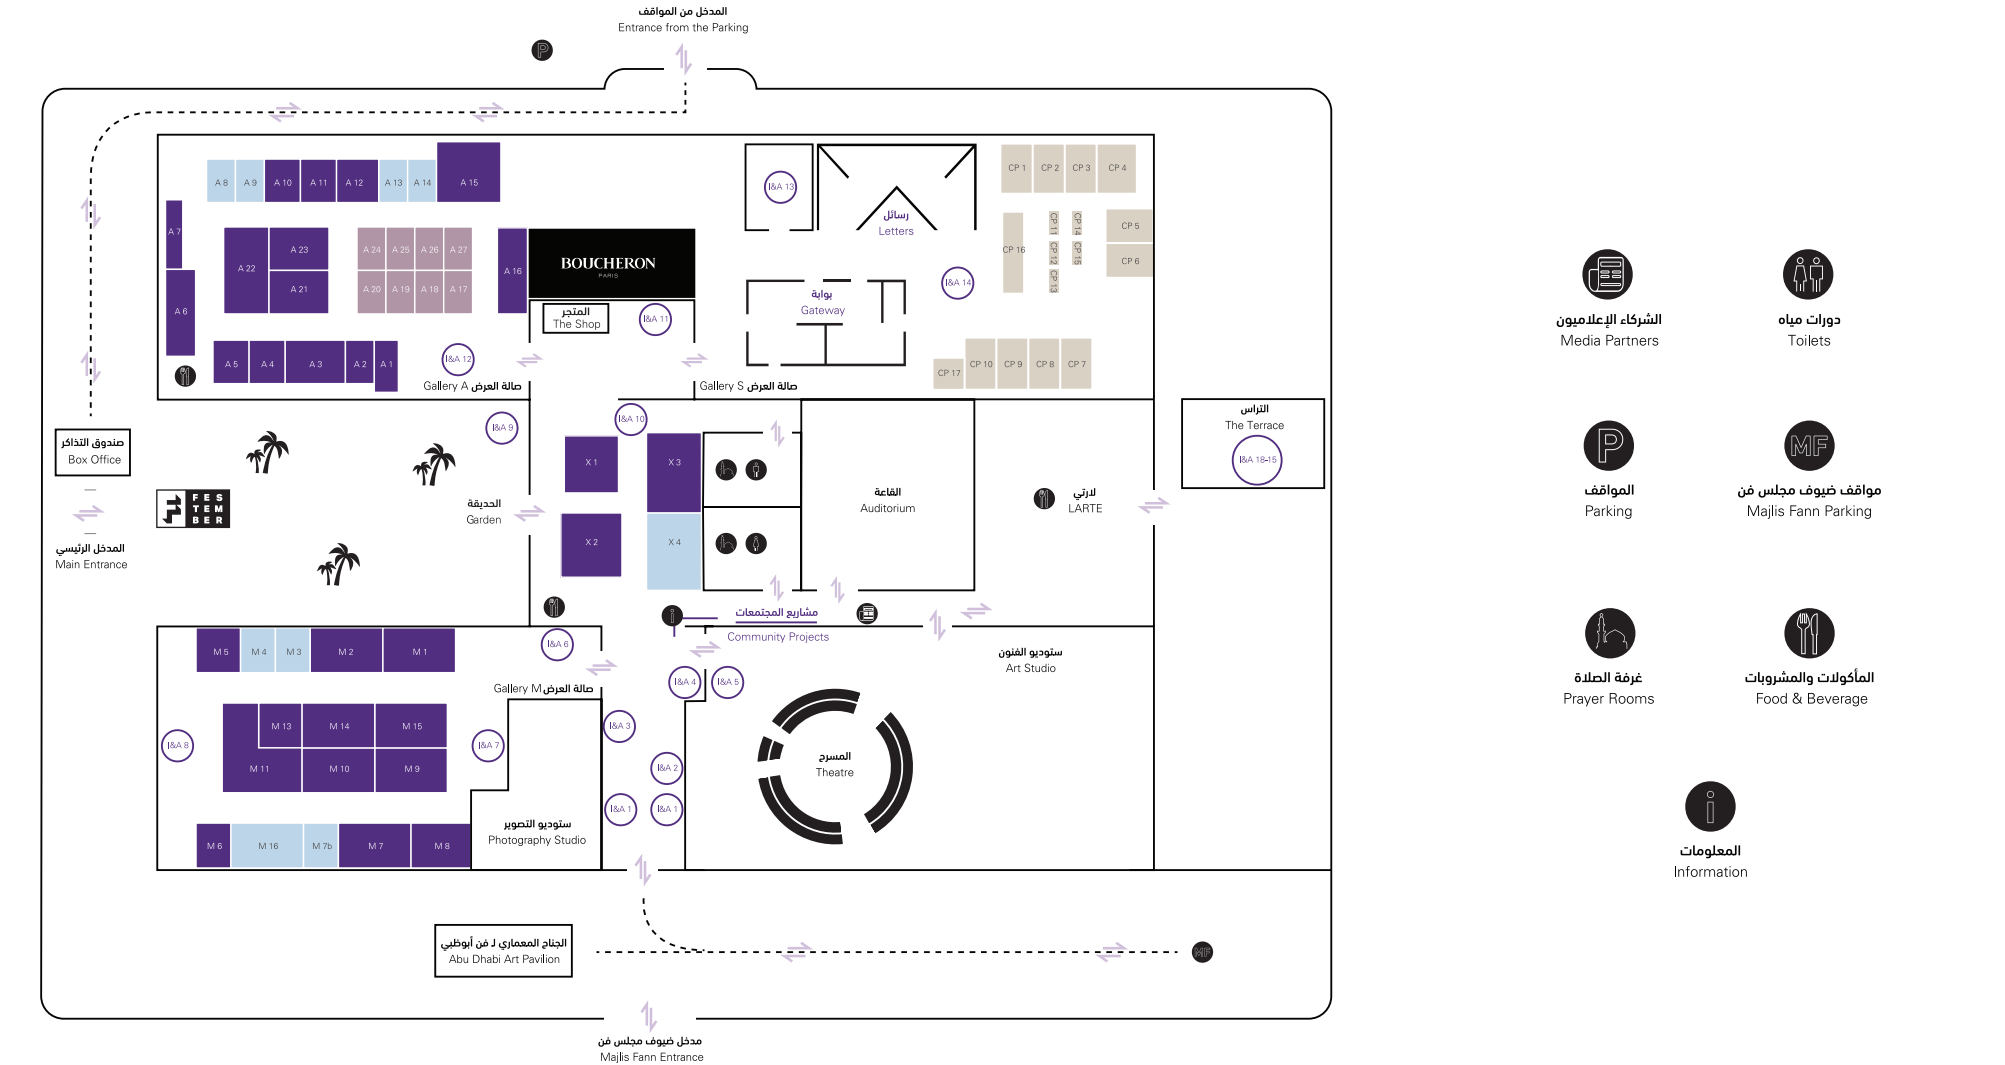 المدخل من المواقف
Entrance from the Parking
P
A 8
A 9
A 10
A 11
A 12
A 13
A 14
A 15
A 7
A 6
A 22
A 23
A 21
A 24
A 25
A 26
A 27
A 20
A 19
A 18
A 17
A 16
BOUCHERON
PARIS
المتجر
The Shop
I&A 11
A 5
A 4
A 3
A 2
A 1
I&A 12
Gallery A صالة العرض
Gallery S صالة العرض
I&A 13
رسائل
Letters
بوابة
Gateway
I&A 14
CP 1
CP 2
CP 3
CP 4
CP 16
CP 11
CP 14
CP 12
CP 15
CP 13
CP 5
CP 6
CP 17
CP 10
CP 9
CP 8
CP 7
صندوق التذاكر
Box Office
المدخل الرئيسي
Main Entrance
FES
TEM
BER
I&A 9
I&A 10
الحديقة
Garden
X 1
X 3
X 2
X 4
القاعة
Auditorium
لارتي
LARTE
التراس
The Terrace
I&A 18-15
i
مشاريع المجتمعات
Community Projects
M 5
M 4
M 3
M 2
M 1
I&A 6
Gallery M صالة العرض
I&A 4
I&A 5
ستوديو الفنون
Art Studio
M 13
M 14
M 15
M 11
M 10
M 9
I&A 8
I&A 7
I&A 3
I&A 2
I&A 1
I&A 1
المسرح
Theatre
M 6
M 16
M 7b
M 7
M 8
ستوديو التصوير
Photography Studio
الجناح المعماري لـ فن أبوظبي
Abu Dhabi Art Pavilion
MF
مدخل ضيوف مجلس فن
Majlis Fann Entrance
الشركاء الإعلاميون
Media Partners
دورات مياه
Toilets
P
المواقف
Parking
MF
مواقف ضيوف مجلس فن
Majlis Fann Parking
غرفة الصلاة
Prayer Rooms
المأكولات والمشروبات
Food & Beverage
i
المعلومات
Information